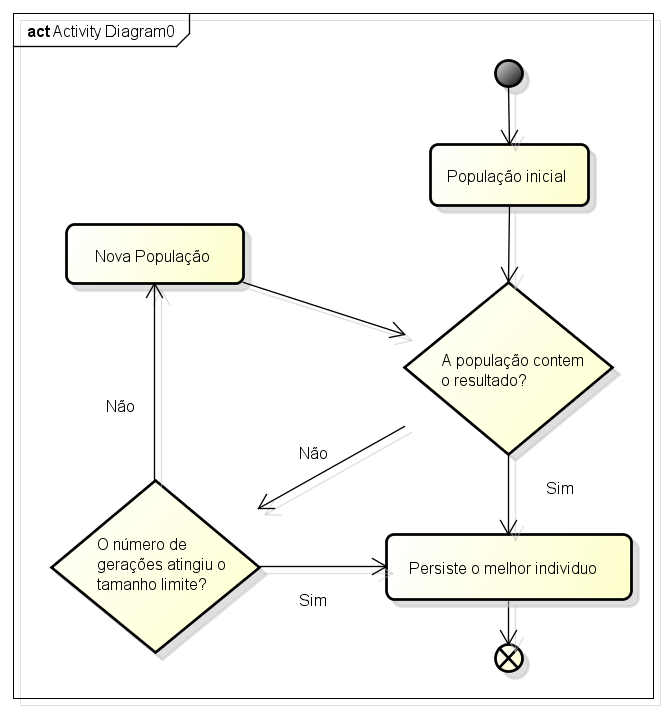 act Activity Diagram0
População inicial
Nova População
A população contem
o resultado?
Não
Não
Sim
O número de
gerações atingiu o
tamanho limite?
Sim
Persiste o melhor individuo